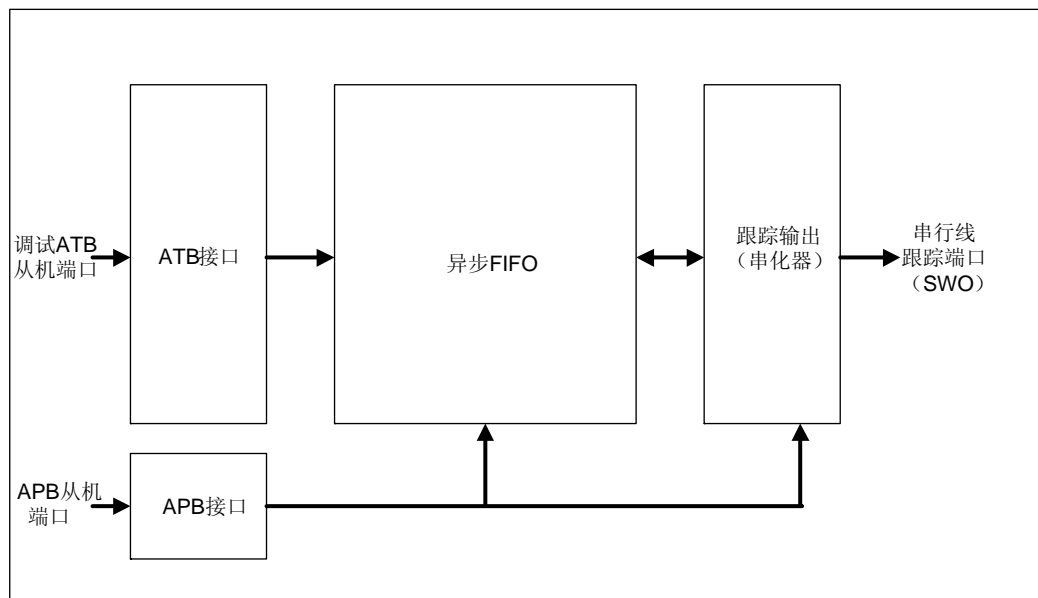 调试ATB
从机端口
ATB接口
异步FIFO
跟踪输出
（串化器）
串行线
跟踪端口
（SWO）
APB从机
端口
APB接口